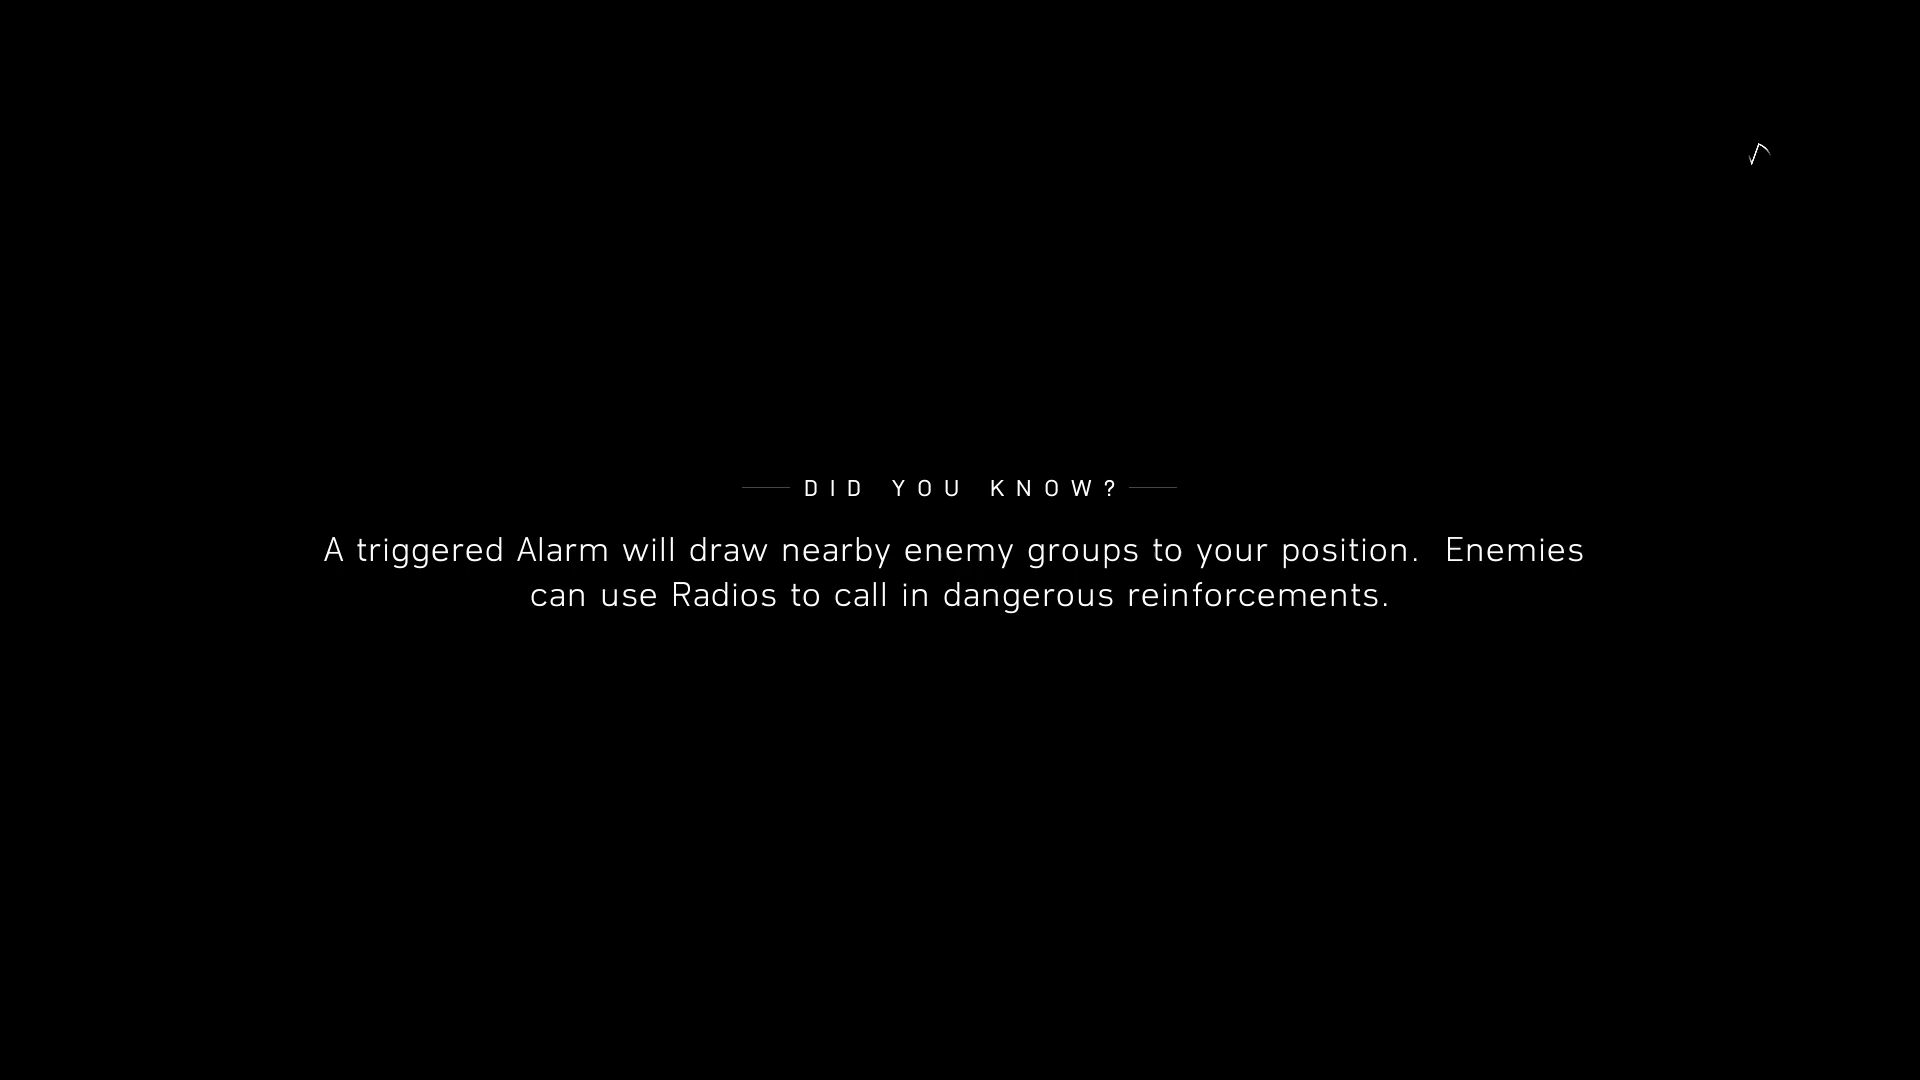 DID YOU KNOW?
A triggered Alarm will draw nearby enemy groups to your position.  Enemies
can use Radios to call in dangerous reinforcements.